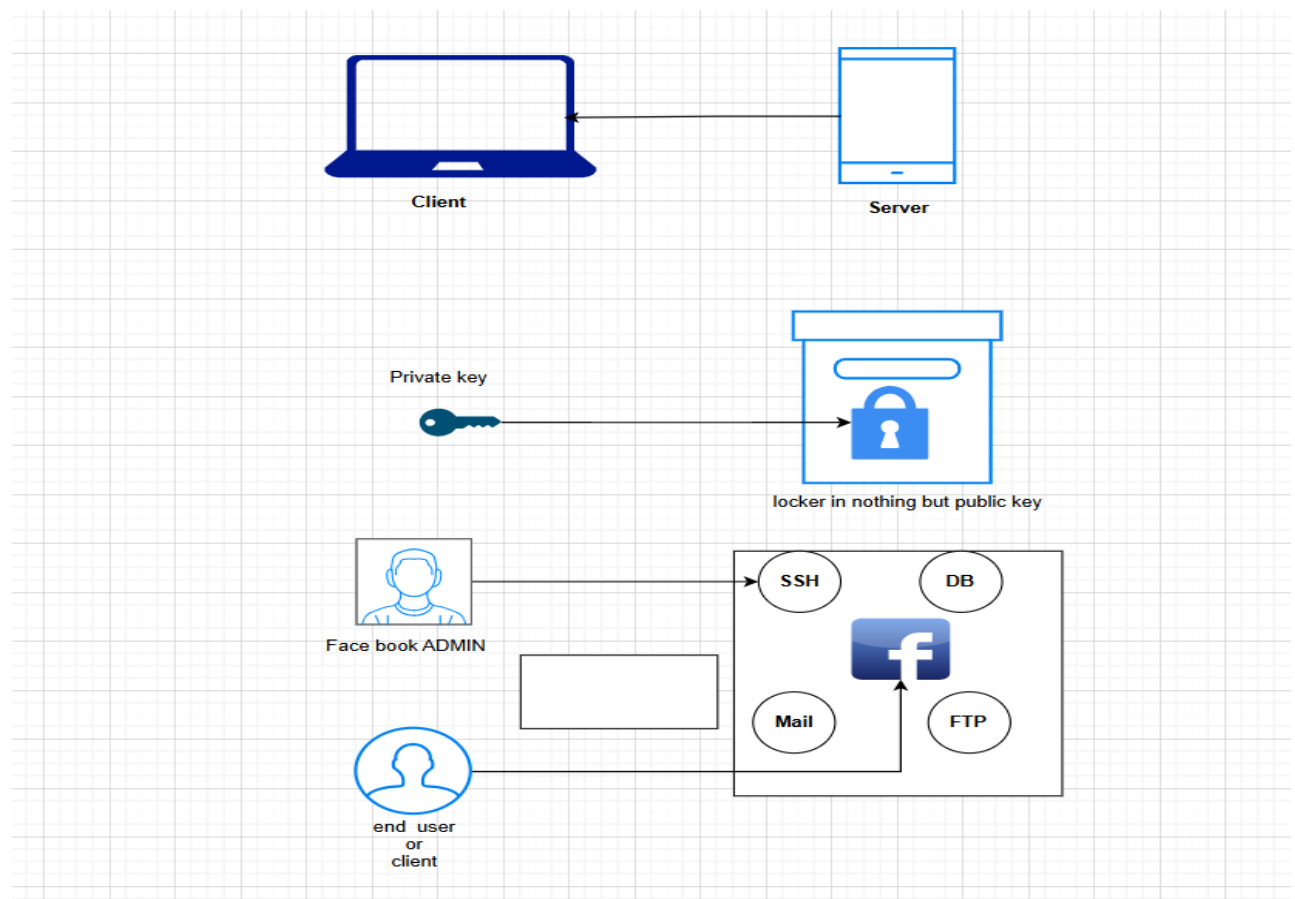 Client
Server
Private key
locker in nothing but public key
SSH
DB
Face book ADMIN
Mail
FTP
end user
or
client